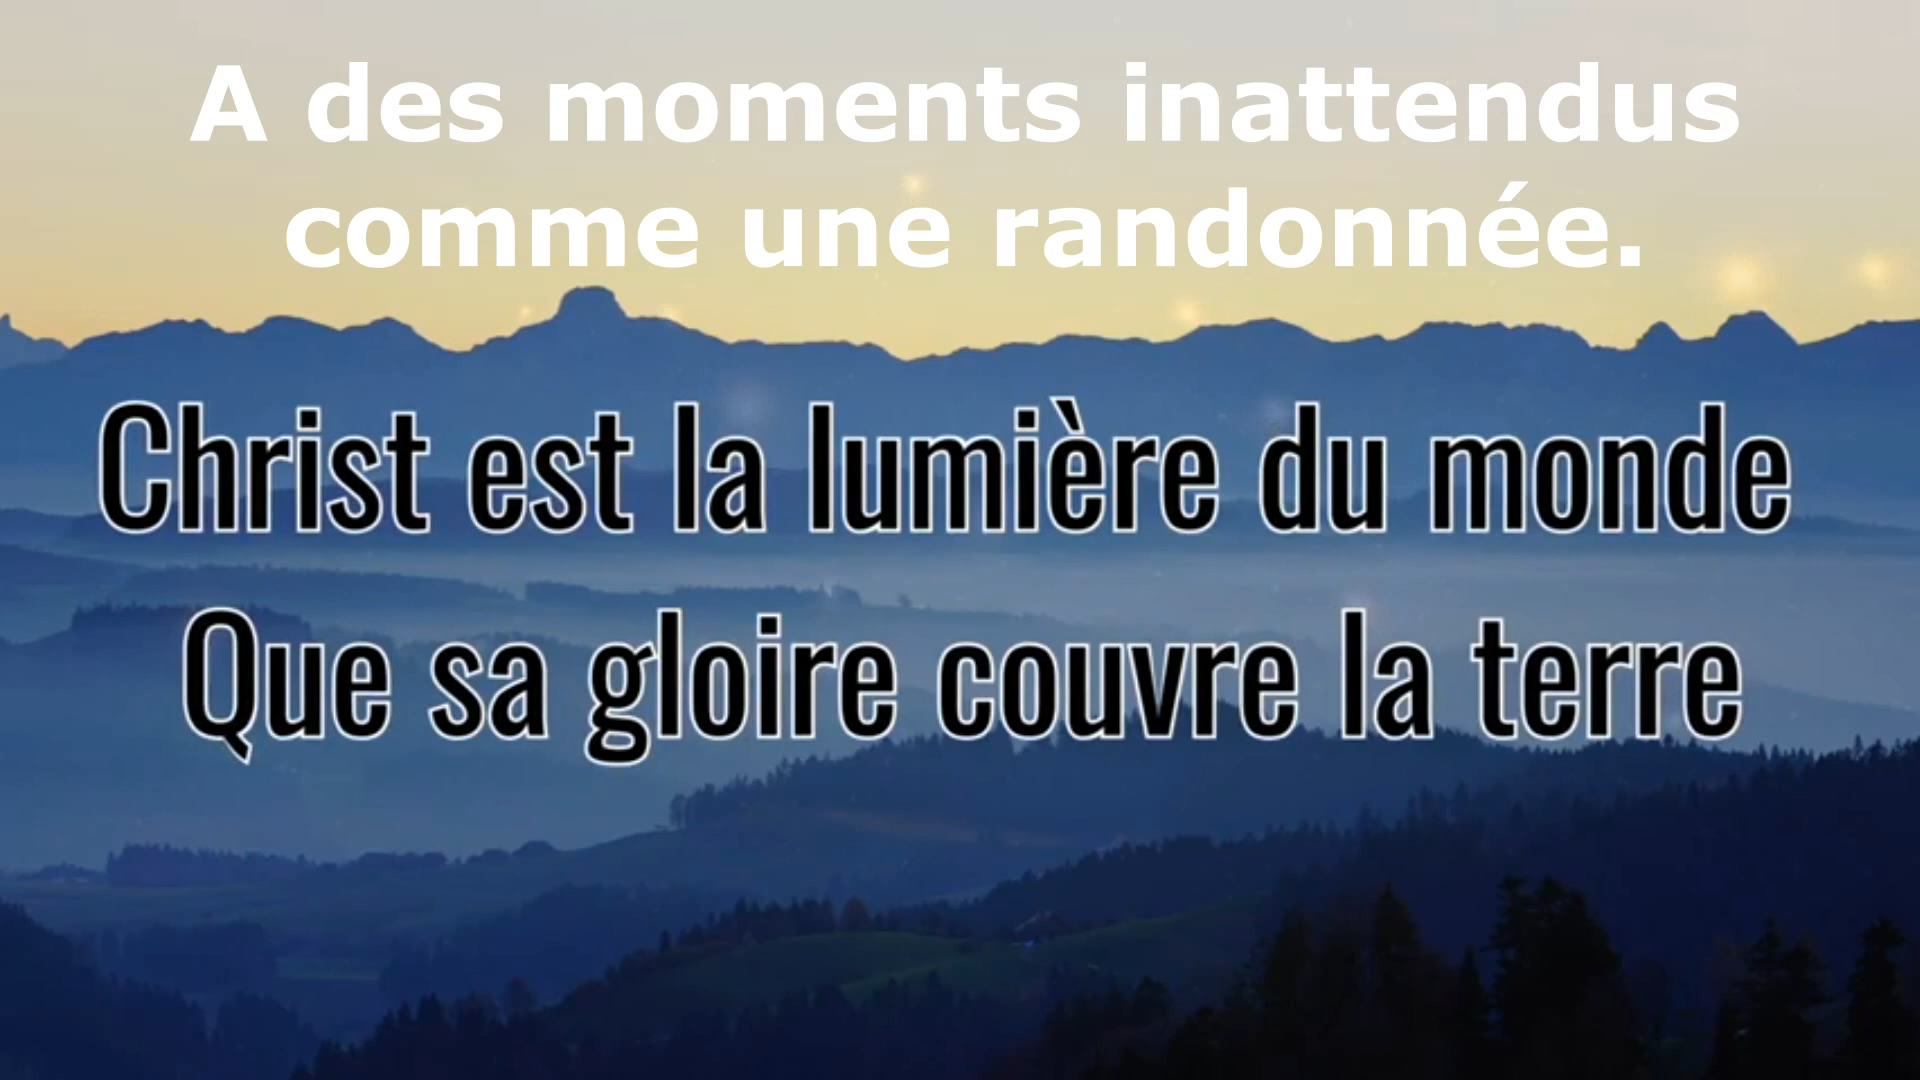 A des moments inattendus
comme une randonnée.
Christ est la lumière du monde
Que sa gloire couvre la terre